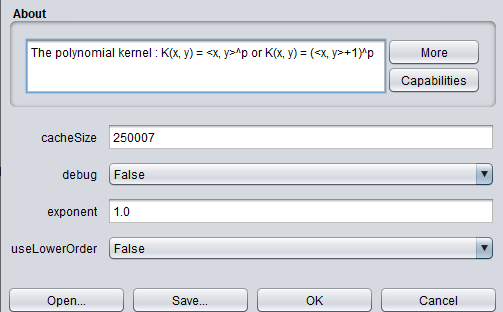 About
The polynomial kernel : K(x, y) = <x, y>^p or K(x, y) = (<x, y>+1)^p
More
Capabilities
cacheSize 250007
debug False
exponent 1.0
useLowerOrder False
Open... Save... OK Cancel